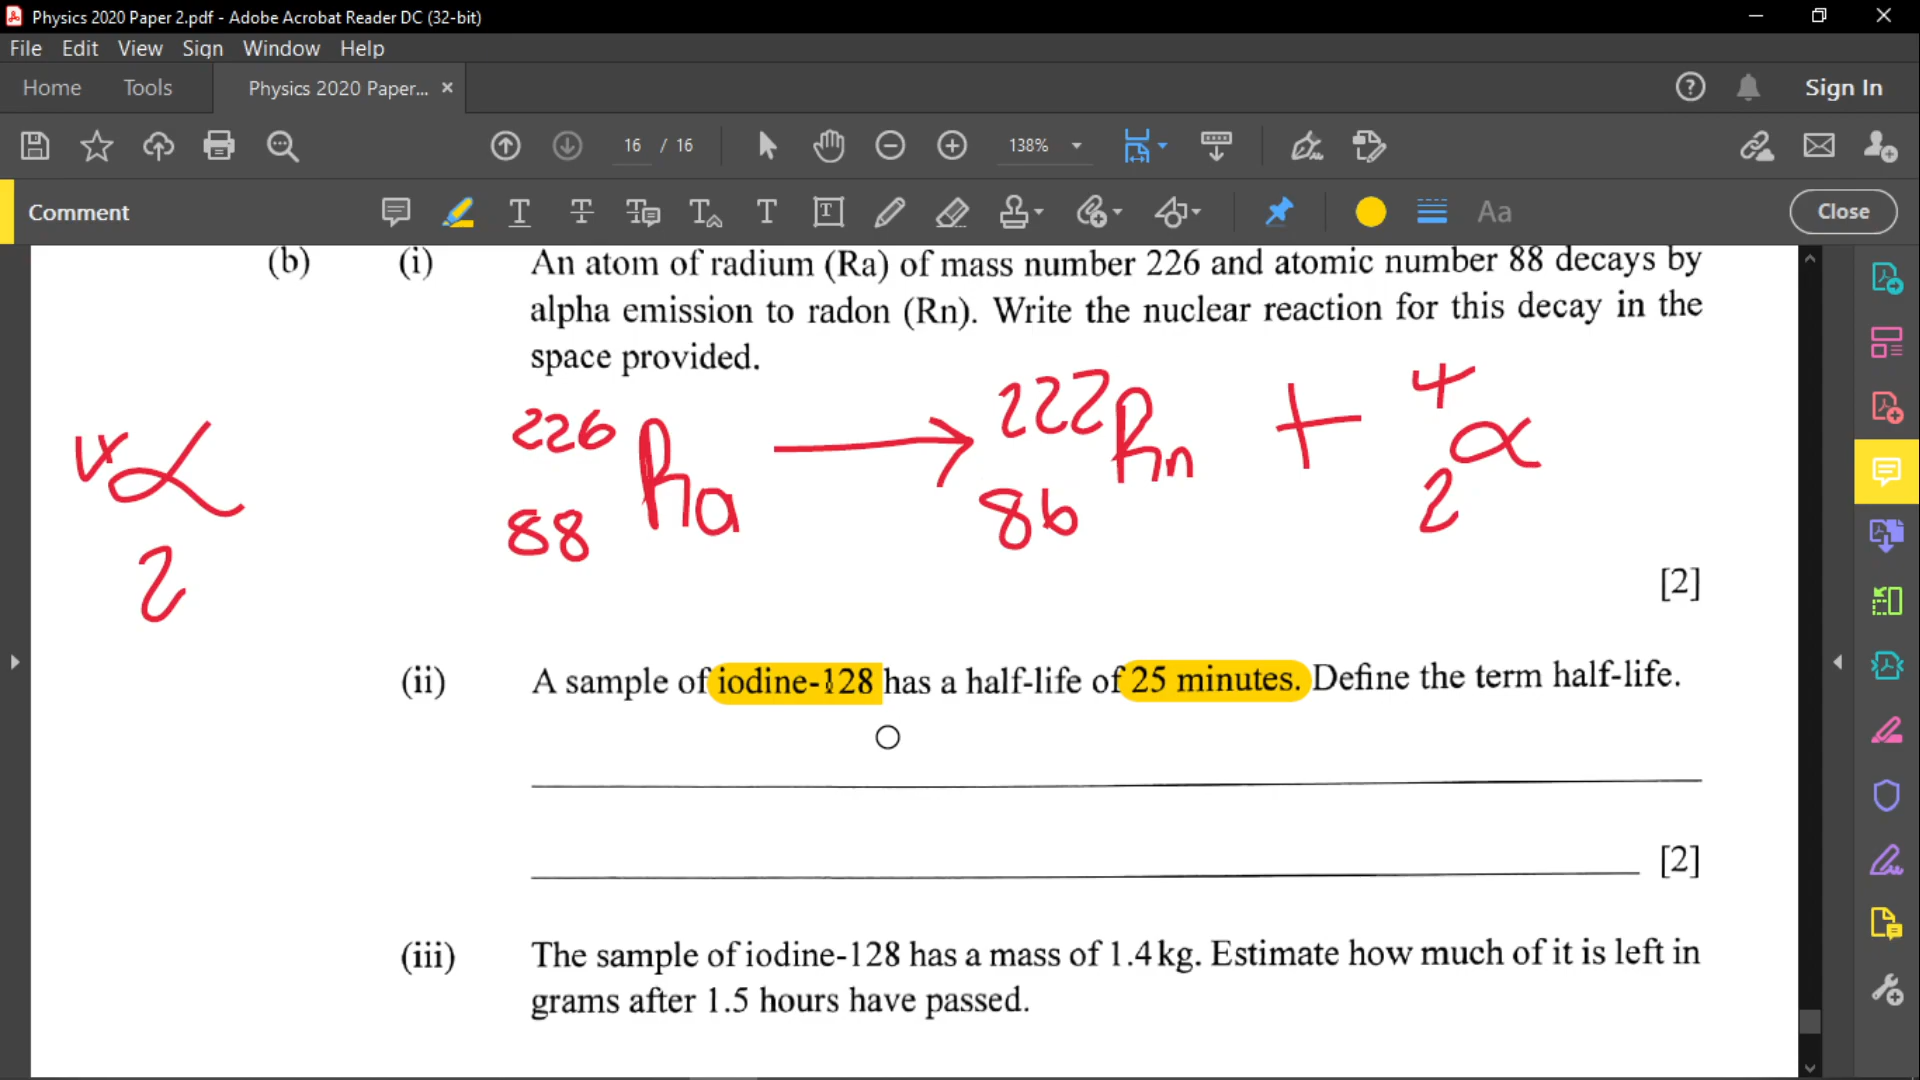 Physics 2020 Paper 2.pdf - Adobe Acrobat Reader DC (32-bit)
File Edit View Sign Window Help
Home Tools Physics 2020 Paper... × Sign In
16 / 16 138%
Comment Aa Close
(b) (i) An atom of radium (Ra) of mass number 226 and atomic number 88 decays by
alpha emission to radon (Rn). Write the nuclear reaction for this decay in the
space provided.
4 α 2
226 88 Ra → 222 86 Rn + 4 2 α
[2]
(ii) A sample of iodine-128 has a half-life of 25 minutes. Define the term half-life.
[2]
(iii) The sample of iodine-128 has a mass of 1.4 kg. Estimate how much of it is left in
grams after 1.5 hours have passed.